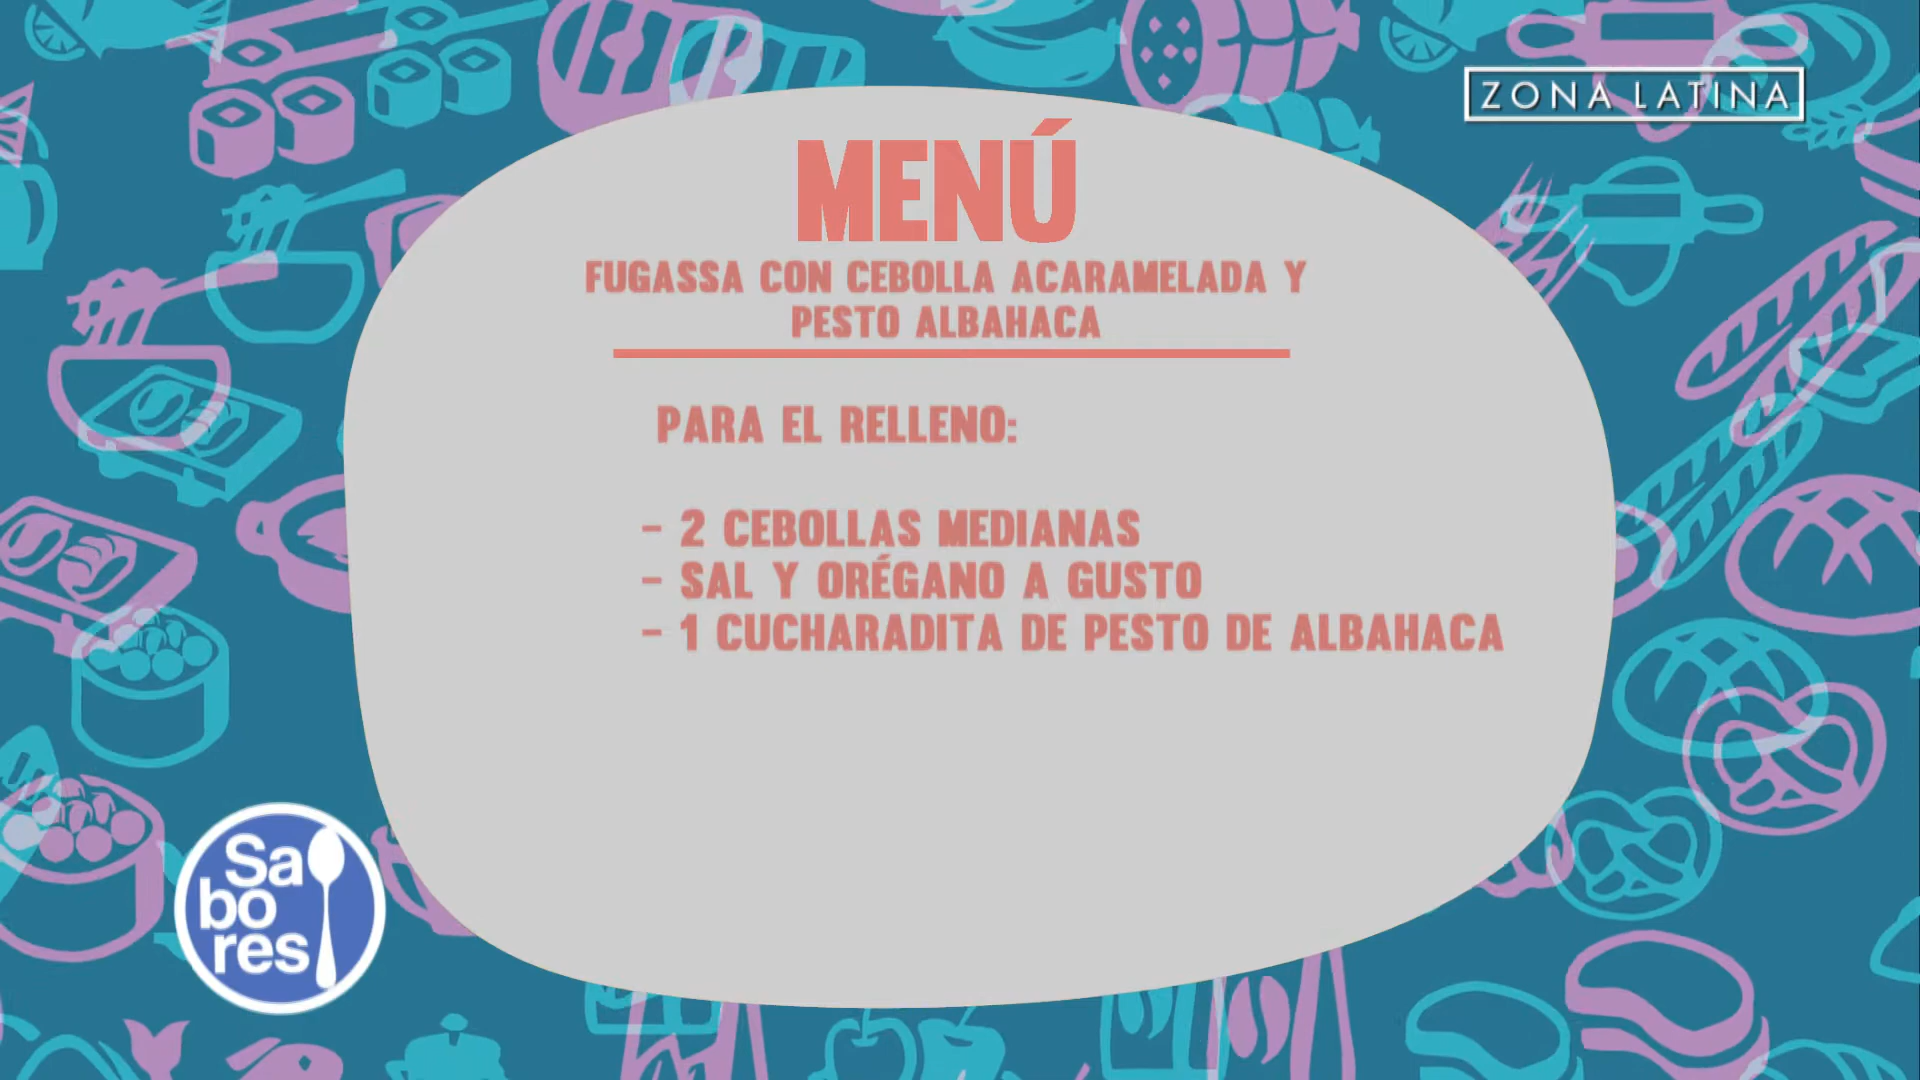 ZONA LATINA
MENÚ
FUGASSA CON CEBOLLA ACARAMELADA Y
PESTO ALBAHACA
PARA EL RELLENO:
- 2 CEBOLLAS MEDIANAS
- SAL Y ORÉGANO A GUSTO
- 1 CUCHARADITA DE PESTO DE ALBAHACA
Sa
bo
res